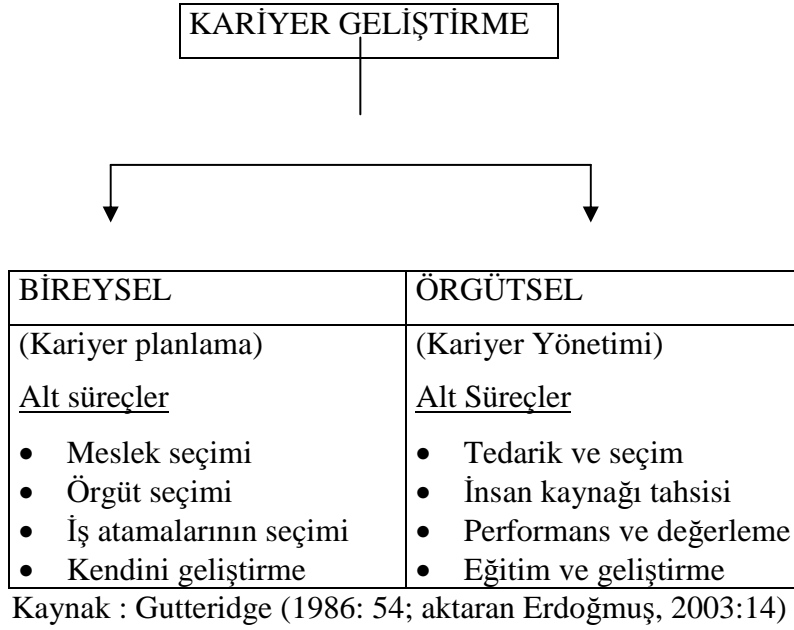 KARİYER GELİŞTİRME
BİREYSEL
(Kariyer planlama)
Alt süreçler
• Meslek seçimi
• Örgüt seçimi
• İş atamalarının seçimi
• Kendini geliştirme
ÖRGÜTSEL
(Kariyer Yönetimi)
Alt Süreçler
• Tedarik ve seçim
• İnsan kaynağı tahsisi
• Performans ve değerleme
• Eğitim ve geliştirme
Kaynak : Gutteridge (1986: 54; aktaran Erdoğmuş, 2003:14)